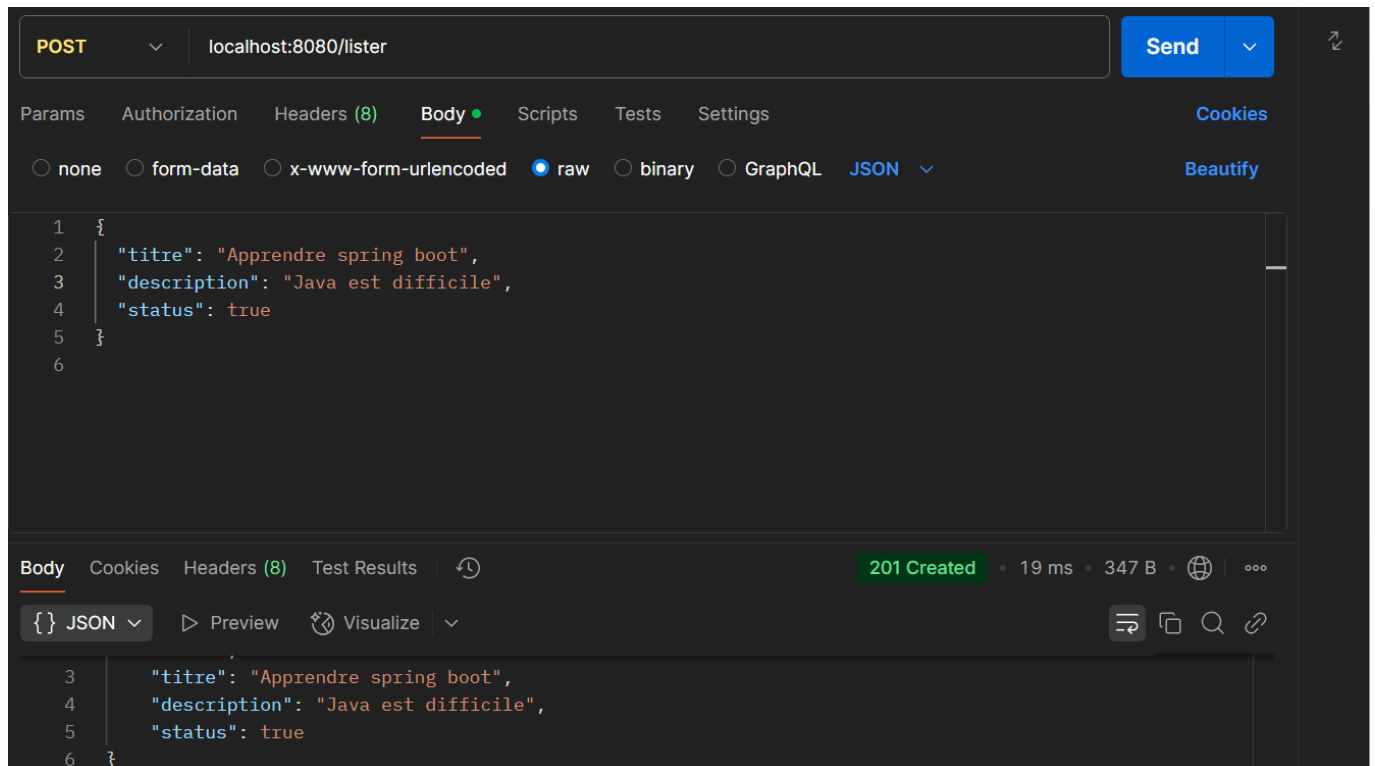 POST localhost:8080/lister Send
Params Authorization Headers (8) Body Scripts Tests Settings Cookies
none form-data x-www-form-urlencoded raw binary GraphQL JSON Beautify
1 {
2 "titre": "Apprendre spring boot",
3 "description": "Java est difficile",
4 "status": true
5 }
6
Body Cookies Headers (8) Test Results 201 Created • 19 ms • 347 B
{} JSON Preview Visualize
3 "titre": "Apprendre spring boot",
4 "description": "Java est difficile",
5 "status": true
6 }